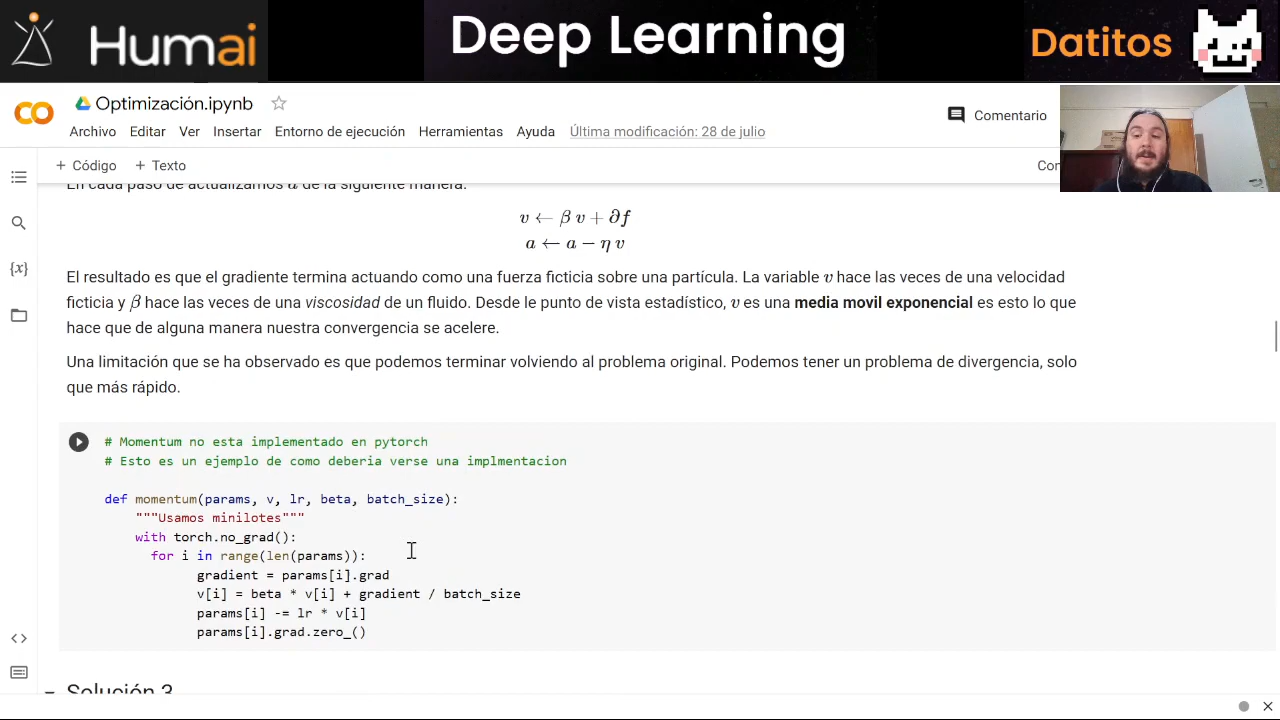 Humai
Deep Learning
Datitos
CO
Optimización.ipynb
Archivo Editar Ver Insertar Entorno de ejecución Herramientas Ayuda Última modificación: 28 de julio
Comentario
+ Código + Texto
Con
En cada paso de actualizamos a de la siguiente manera:
v ← β v + ∂f
a ← a − η v
El resultado es que el gradiente termina actuando como una fuerza ficticia sobre una partícula. La variable v hace las veces de una velocidad
ficticia y β hace las veces de una viscosidad de un fluido. Desde le punto de vista estadístico, v es una media movil exponencial es esto lo que
hace que de alguna manera nuestra convergencia se acelere.
Una limitación que se ha observado es que podemos terminar volviendo al problema original. Podemos tener un problema de divergencia, solo
que más rápido.
# Momentum no esta implementado en pytorch
# Esto es un ejemplo de como deberia verse una implmentacion
def momentum(params, v, lr, beta, batch_size):
"""Usamos minilotes"""
with torch.no_grad():
for i in range(len(params)):
gradient = params[i].grad
v[i] = beta * v[i] + gradient / batch_size
params[i] -= lr * v[i]
params[i].grad.zero_()
Solución 3